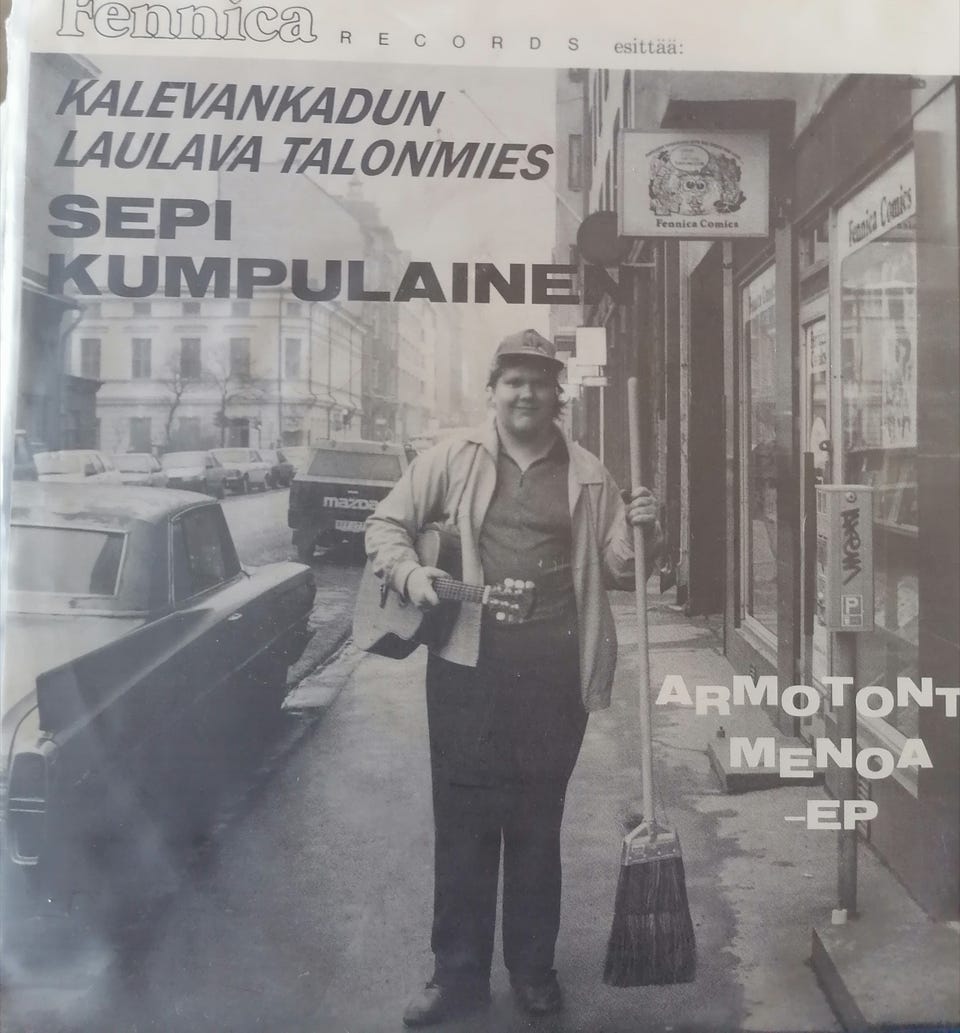 Fennica
RECORDS esittää:
KALEVANKADUN
LAULAVA TALONMIES
SEPI
KUMPULAINEN
Fennica Comics
Fennica Comics
mazda
P
ARMOTONT
MENOA
-EP